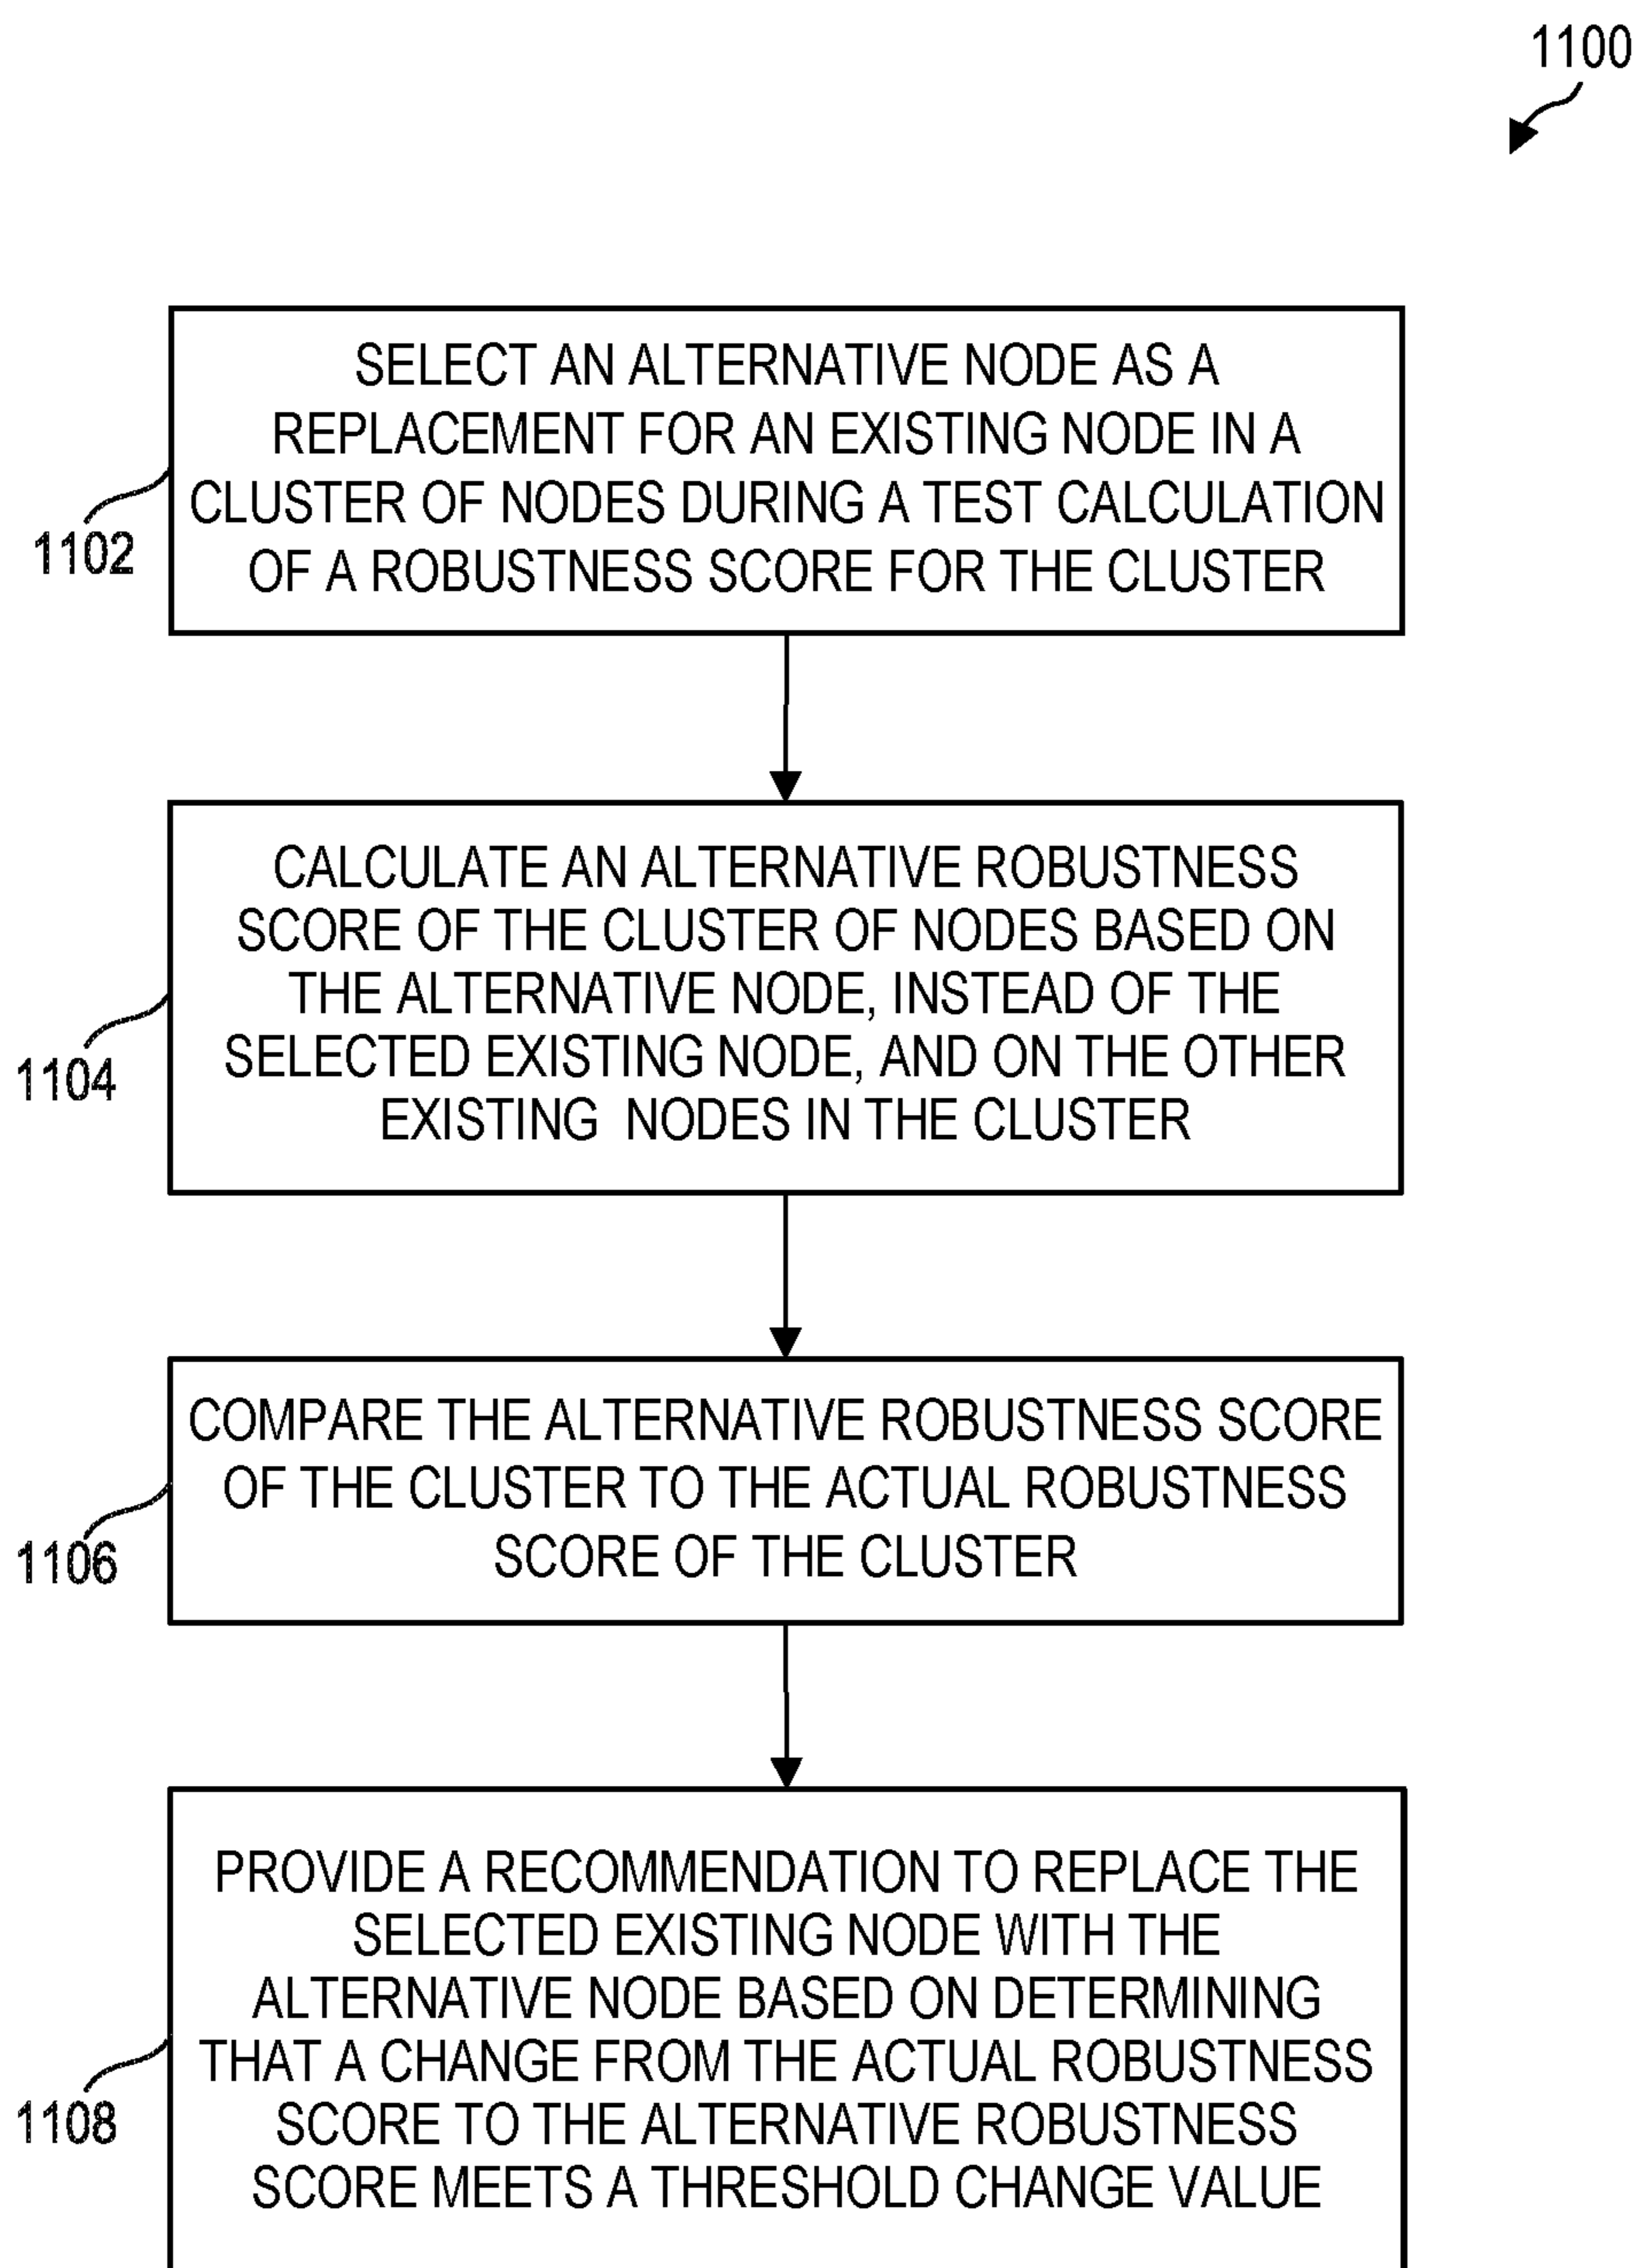 1100
SELECT AN ALTERNATIVE NODE AS A
REPLACEMENT FOR AN EXISTING NODE IN A
CLUSTER OF NODES DURING A TEST CALCULATION
OF A ROBUSTNESS SCORE FOR THE CLUSTER
1102
CALCULATE AN ALTERNATIVE ROBUSTNESS
SCORE OF THE CLUSTER OF NODES BASED ON
THE ALTERNATIVE NODE, INSTEAD OF THE
SELECTED EXISTING NODE, AND ON THE OTHER
EXISTING NODES IN THE CLUSTER
1104
COMPARE THE ALTERNATIVE ROBUSTNESS SCORE
OF THE CLUSTER TO THE ACTUAL ROBUSTNESS
SCORE OF THE CLUSTER
1106
PROVIDE A RECOMMENDATION TO REPLACE THE
SELECTED EXISTING NODE WITH THE
ALTERNATIVE NODE BASED ON DETERMINING
THAT A CHANGE FROM THE ACTUAL ROBUSTNESS
SCORE TO THE ALTERNATIVE ROBUSTNESS
SCORE MEETS A THRESHOLD CHANGE VALUE
1108